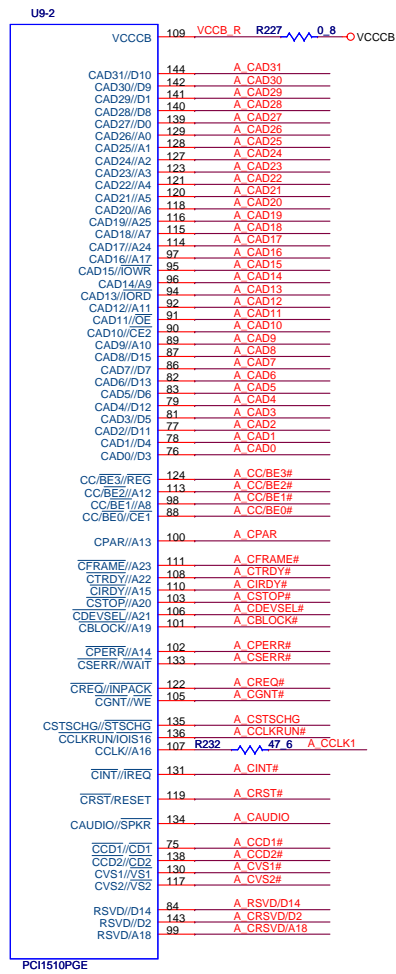 U9-2
VCCCB 109 VCCB_R R227 0_8 VCCCB
CAD31//D10 144 A_CAD31
CAD30//D9 142 A_CAD30
CAD29//D1 141 A_CAD29
CAD28//D8 140 A_CAD28
CAD27//D0 139 A_CAD27
CAD26//A0 129 A_CAD26
CAD25//A1 128 A_CAD25
CAD24//A2 127 A_CAD24
CAD23//A3 123 A_CAD23
CAD22//A4 121 A_CAD22
CAD21//A5 120 A_CAD21
CAD20//A6 118 A_CAD20
CAD19//A25 116 A_CAD19
CAD18//A7 115 A_CAD18
CAD17//A24 114 A_CAD17
CAD16//A17 97 A_CAD16
CAD15//IOWR 95 A_CAD15
CAD14/A9 96 A_CAD14
CAD13//IORD 94 A_CAD13
CAD12//A11 92 A_CAD12
CAD11//OE 91 A_CAD11
CAD10//CE2 90 A_CAD10
CAD9//A10 89 A_CAD9
CAD8//D15 87 A_CAD8
CAD7//D7 86 A_CAD7
CAD6//D13 82 A_CAD6
CAD5//D6 83 A_CAD5
CAD4//D12 79 A_CAD4
CAD3//D5 81 A_CAD3
CAD2//D11 77 A_CAD2
CAD1//D4 78 A_CAD1
CAD0//D3 76 A_CAD0
CC/BE3//REG 124 A_CC/BE3#
CC/BE2//A12 113 A_CC/BE2#
CC/BE1//A8 98 A_CC/BE1#
CC/BE0//CE1 88 A_CC/BE0#
CPAR//A13 100 A_CPAR
CFRAME//A23 111 A_CFRAME#
CTRDY//A22 108 A_CTRDY#
CIRDY//A15 110 A_CIRDY#
CSTOP//A20 103 A_CSTOP#
CDEVSEL//A21 106 A_CDEVSEL#
CBLOCK//A19 101 A_CBLOCK#
CPERR//A14 102 A_CPERR#
CSERR//WAIT 133 A_CSERR#
CREQ//INPACK 122 A_CREQ#
CGNT//WE 105 A_CGNT#
CSTSCHG//STSCHG 135 A_CSTSCHG
CCLKRUN//IOIS16 136 A_CCLKRUN#
CCLK//A16 107 R232 47_6 A_CCLK1
CINT//IREQ 131 A_CINT#
CRST/RESET 119 A_CRST#
CAUDIO//SPKR 134 A_CAUDIO
CCD1//CD1 75 A_CCD1#
CCD2//CD2 138 A_CCD2#
CVS1//VS1 130 A_CVS1#
CVS2//VS2 117 A_CVS2#
RSVD//D14 84 A_RSVD/D14
RSVD//D2 143 A_CRSVD/D2
RSVD/A18 99 A_CRSVD/A18
PCI1510PGE